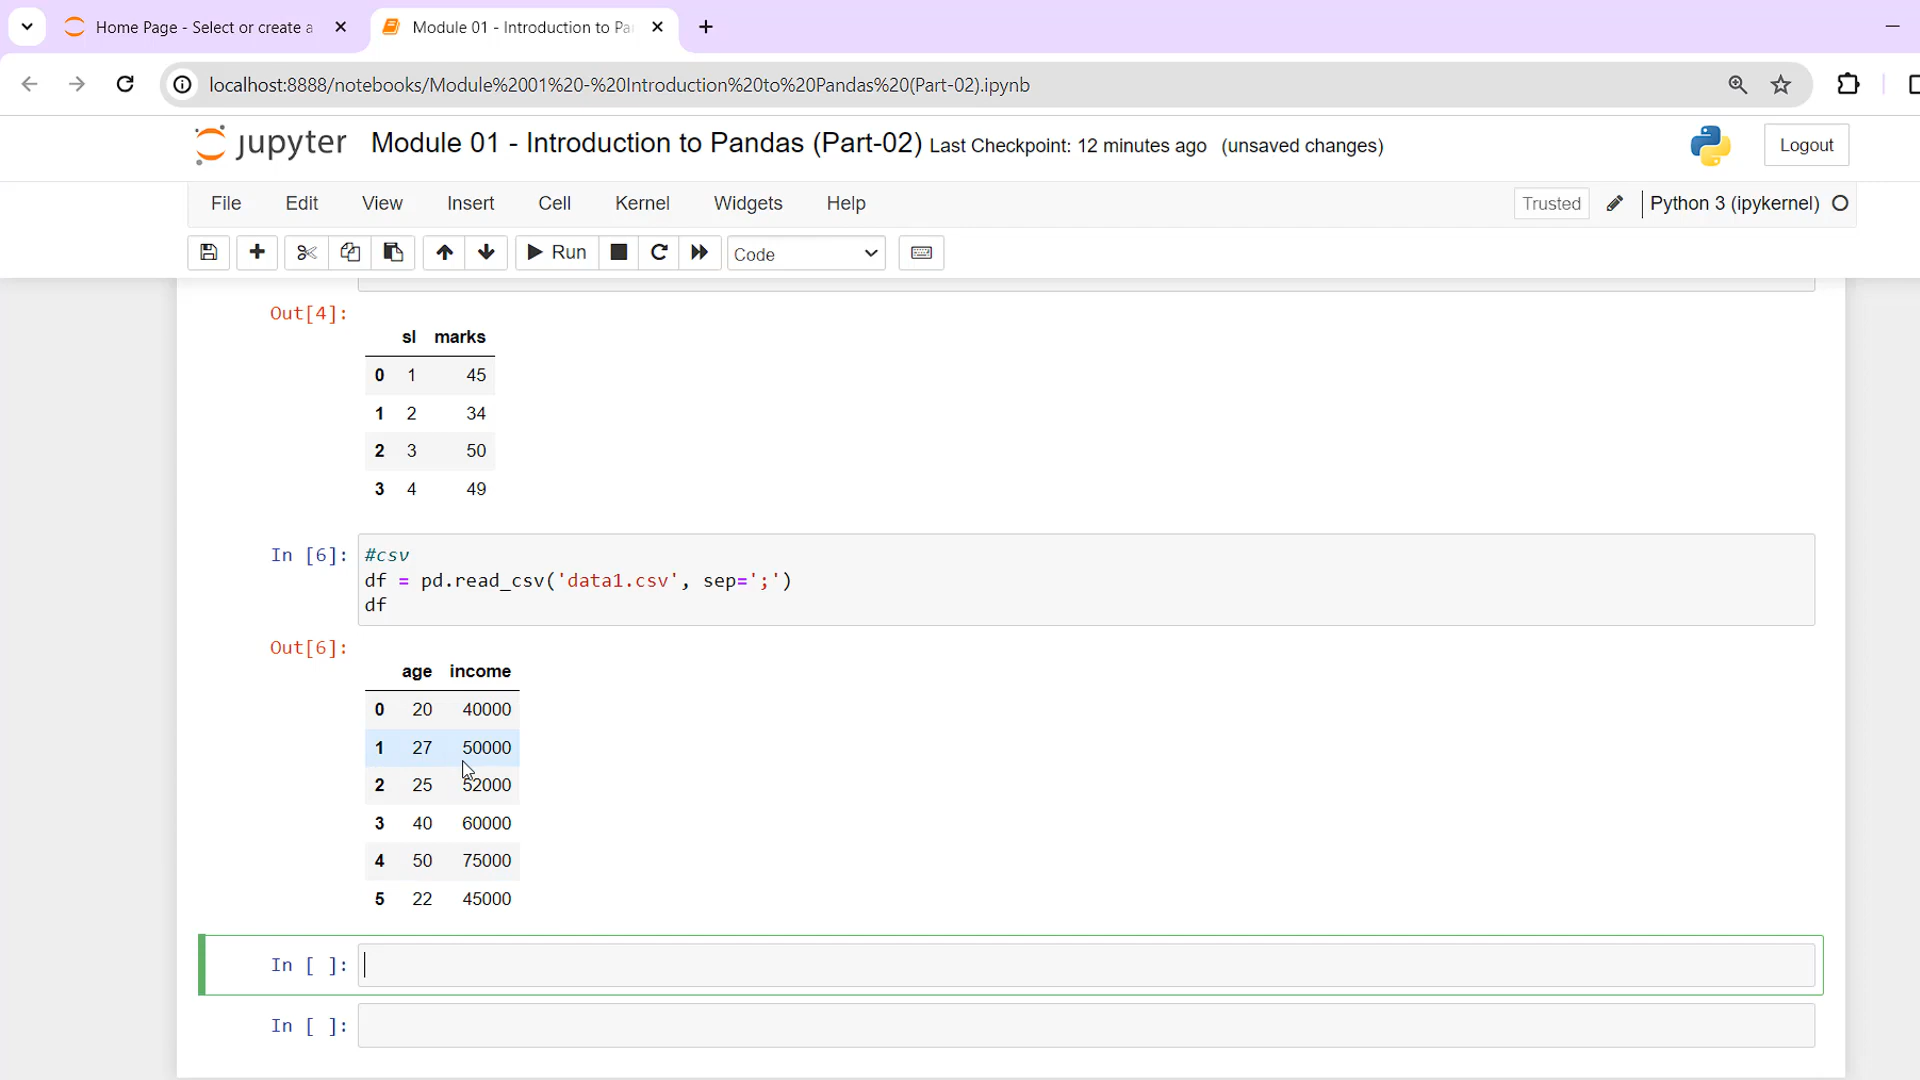 Home Page - Select or create a
Module 01 - Introduction to Pa
localhost:8888/notebooks/Module%2001%20-%20Introduction%20to%20Pandas%20(Part-02).ipynb
jupyter Module 01 - Introduction to Pandas (Part-02) Last Checkpoint: 12 minutes ago (unsaved changes)
Logout
File Edit View Insert Cell Kernel Widgets Help Trusted Python 3 (ipykernel)
Run Code
Out[4]:
sl marks
0 1 45
1 2 34
2 3 50
3 4 49
In [6]: #csv
df = pd.read_csv('data1.csv', sep=';')
df
Out[6]:
age income
0 20 40000
1 27 50000
2 25 52000
3 40 60000
4 50 75000
5 22 45000
In [ ]:
In [ ]: